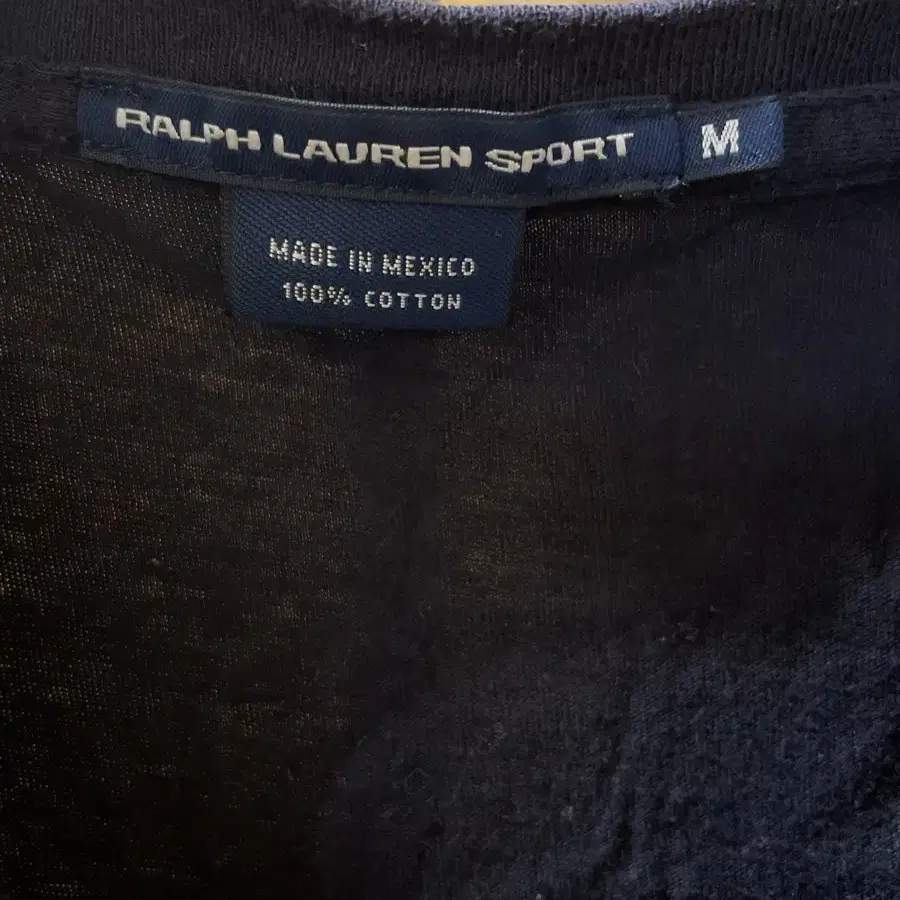 RALPH LAUREN SPORT M
MADE IN MEXICO
100% COTTON